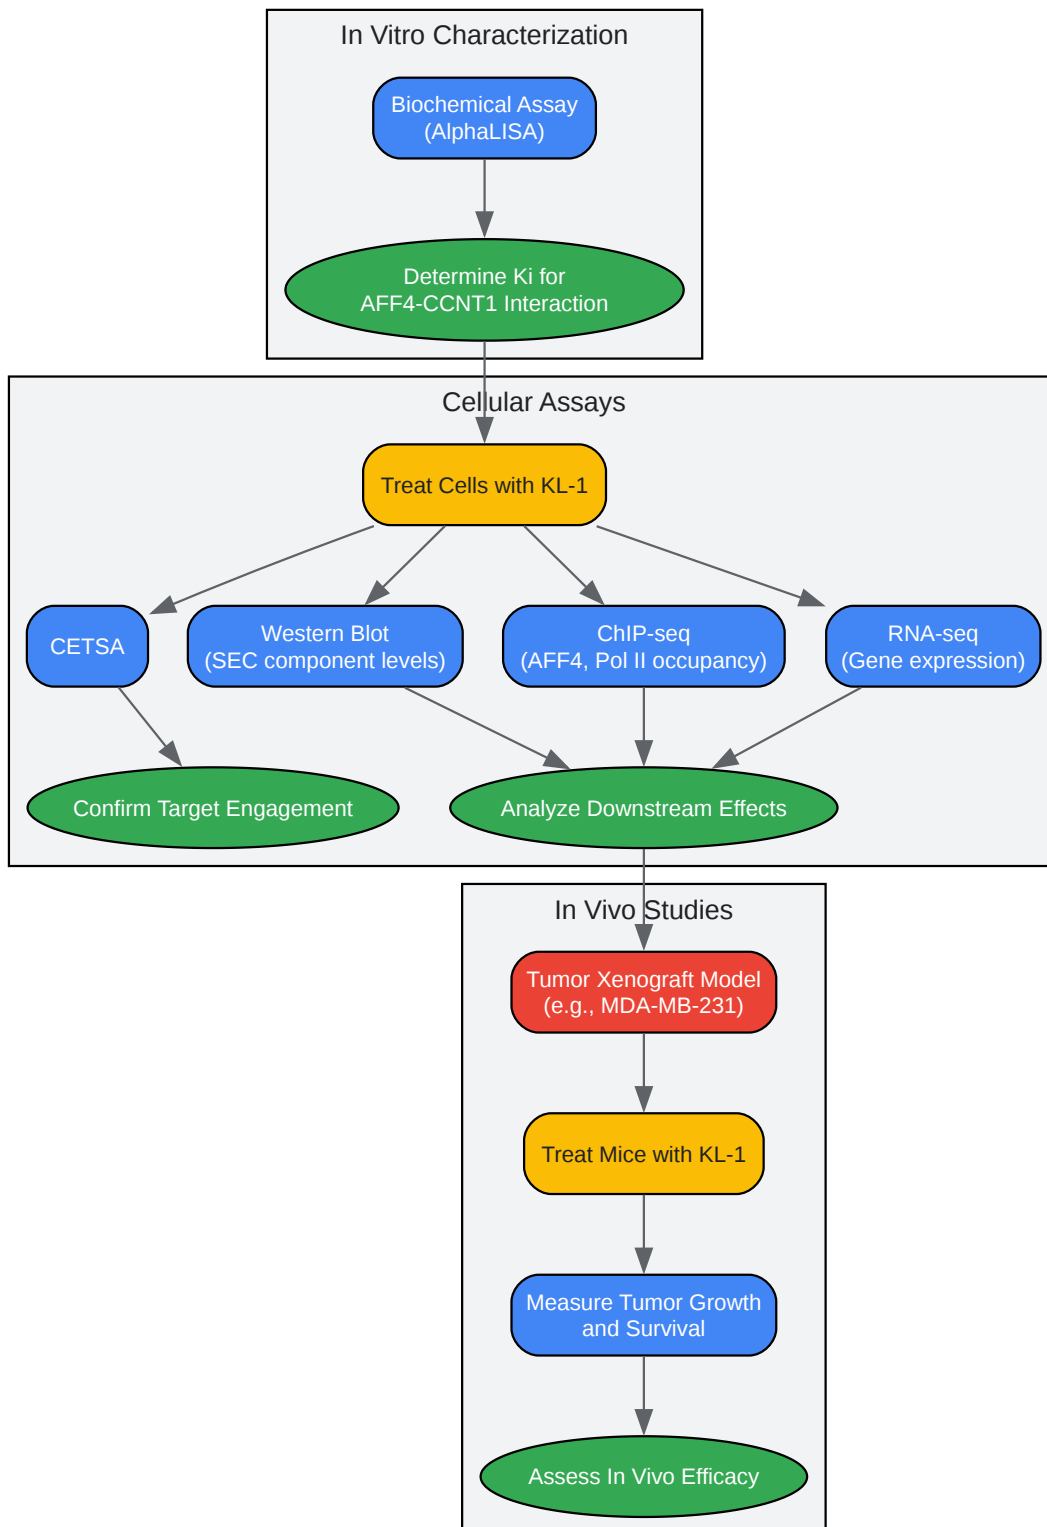 In Vitro Characterization
Biochemical Assay
(AlphaLISA)
Determine Ki for
AFF4-CCNT1 Interaction
Cellular Assays
Treat Cells with KL-1
CETSA
Western Blot
(SEC component levels)
ChIP-seq
(AFF4, Pol II occupancy)
RNA-seq
(Gene expression)
Confirm Target Engagement
Analyze Downstream Effects
In Vivo Studies
Tumor Xenograft Model
(e.g., MDA-MB-231)
Treat Mice with KL-1
Measure Tumor Growth
and Survival
Assess In Vivo Efficacy